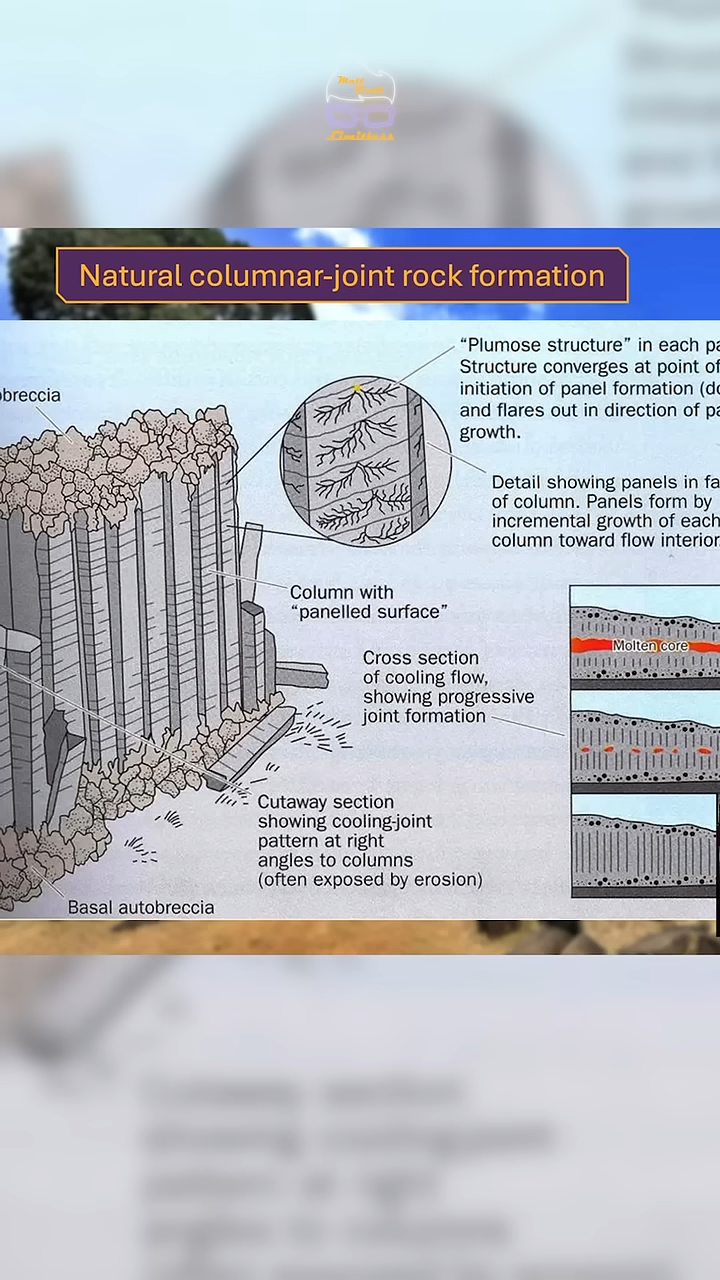 Limitless
Natural columnar-joint rock formation
“Plumose struct” in each pa
Structure converges at point of
initiation of panel formation (do
and flares out in direction of pa
growth.
obreccia
Detail showing panels in fa
of column. Panels form by
incremental growth of each
column toward flow interior
Column with
“panelled surface”
Molten core
Cross section
of cooling flow,
showing progressive
joint formation
Cutaway section
showing cooling-joint
pattern at right
angles to columns
(often exposed by erosion)
Basal autobreccia